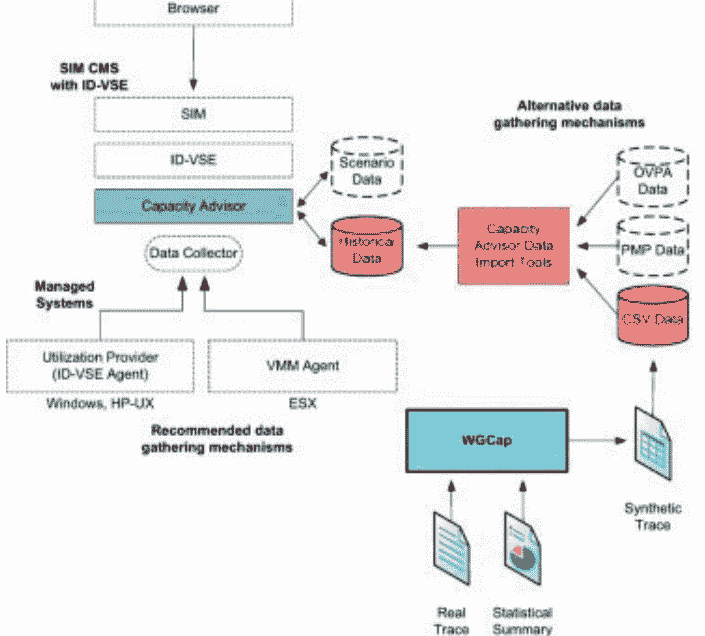 Browser
SIM CMS
with ID-VSE
SIM
ID-VSE
Capacity Advisor
Data Collector
Scenario
Data
Historical
Data
Alternative data
gathering mechanisms
OVPA
Data
PMP Data
CSV Data
Capacity
Advisor Data
Import Tools
Managed
Systems
Utilization Provider
(ID-VSE Agent)
VMM Agent
Windows, HP-UX
ESX
Recommended data
gathering mechanisms
WGCap
Synthetic
Trace
Real
Trace
Statistical
Summary